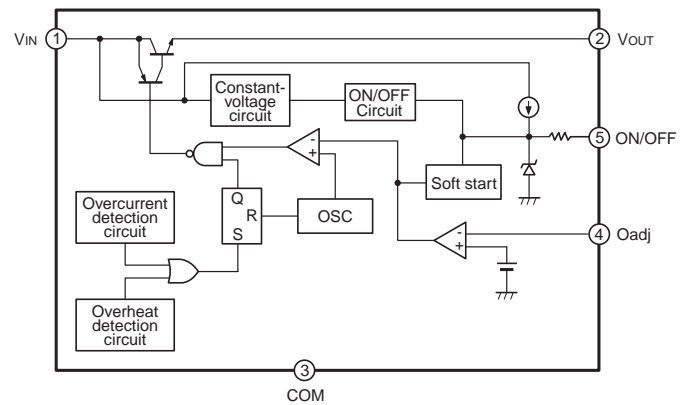 VIN
1
2
VOUT
Constant-
voltage
circuit
ON/OFF
Circuit
5
ON/OFF
-
+
Soft start
Overcurrent
detection
circuit
Q
R
S
OSC
-
+
4
Oadj
Overheat
detection
circuit
3
COM